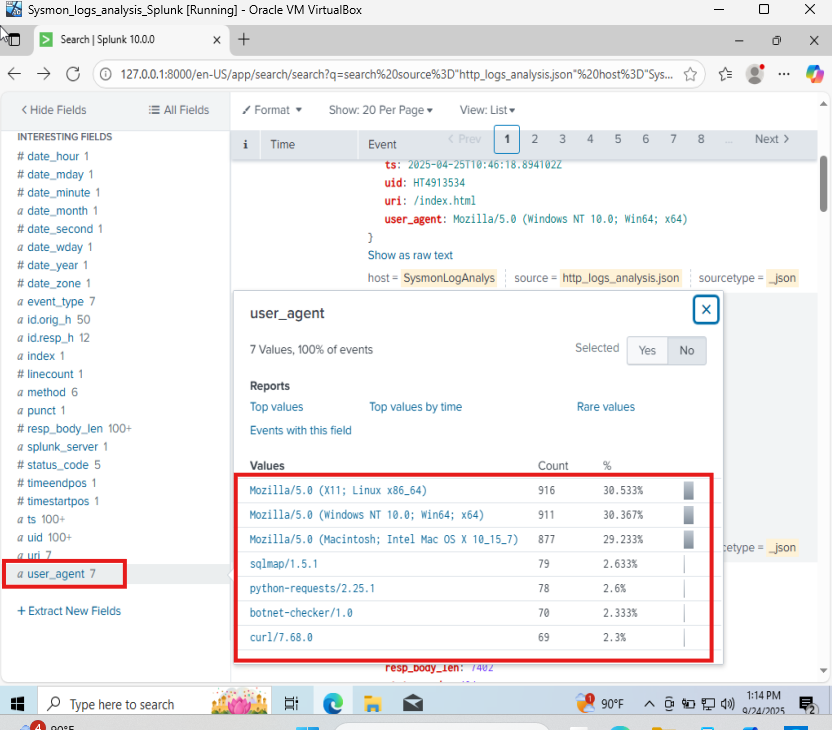 Sysmon_logs_analysis_Splunk [Running] - Oracle VM VirtualBox
Search | Splunk 10.0.0
127.0.0.1:8000/en-US/app/search/search?q=search%20source%3D"http_logs_analysis.json"%20host%3D"Sys...
< Hide Fields
All Fields
Format
Show: 20 Per Page
View: List
INTERESTING FIELDS
# date_hour 1
# date_mday 1
# date_minute 1
a date_month 1
# date_second 1
a date_wday 1
# date_year 1
# date_zone 1
a event_type 7
a id.orig_h 50
a id.resp_h 12
a index 1
# linecount 1
a method 6
a punct 1
# resp_body_len 100+
a splunk_server 1
# status_code 5
# timeendpos 1
# timestartpos 1
a ts 100+
a uid 100+
a uri 7
a user_agent 7
+ Extract New Fields
i Time Event
< Prev 1 2 3 4 5 6 7 8 ... Next >
ts: 2025-04-25T10:46:18.894102Z
uid: HT4913534
uri: /index.html
user_agent: Mozilla/5.0 (Windows NT 10.0; Win64; x64)
}
Show as raw text
host = SysmonLogAnalys source = http_logs_analysis.json sourcetype = _json
user_agent
7 Values, 100% of events
Selected Yes No
Reports
Top values Top values by time Rare values
Events with this field
Values Count %
Mozilla/5.0 (X11; Linux x86_64) 916 30.533%
Mozilla/5.0 (Windows NT 10.0; Win64; x64) 911 30.367%
Mozilla/5.0 (Macintosh; Intel Mac OS X 10_15_7) 877 29.233%
sqlmap/1.5.1 79 2.633%
python-requests/2.25.1 78 2.6%
botnet-checker/1.0 70 2.333%
curl/7.68.0 69 2.3%
cetype = _json
resp_body_len: 7402
Type here to search
1
90°F
1:14 PM
9/24/2025
2
4
90°F